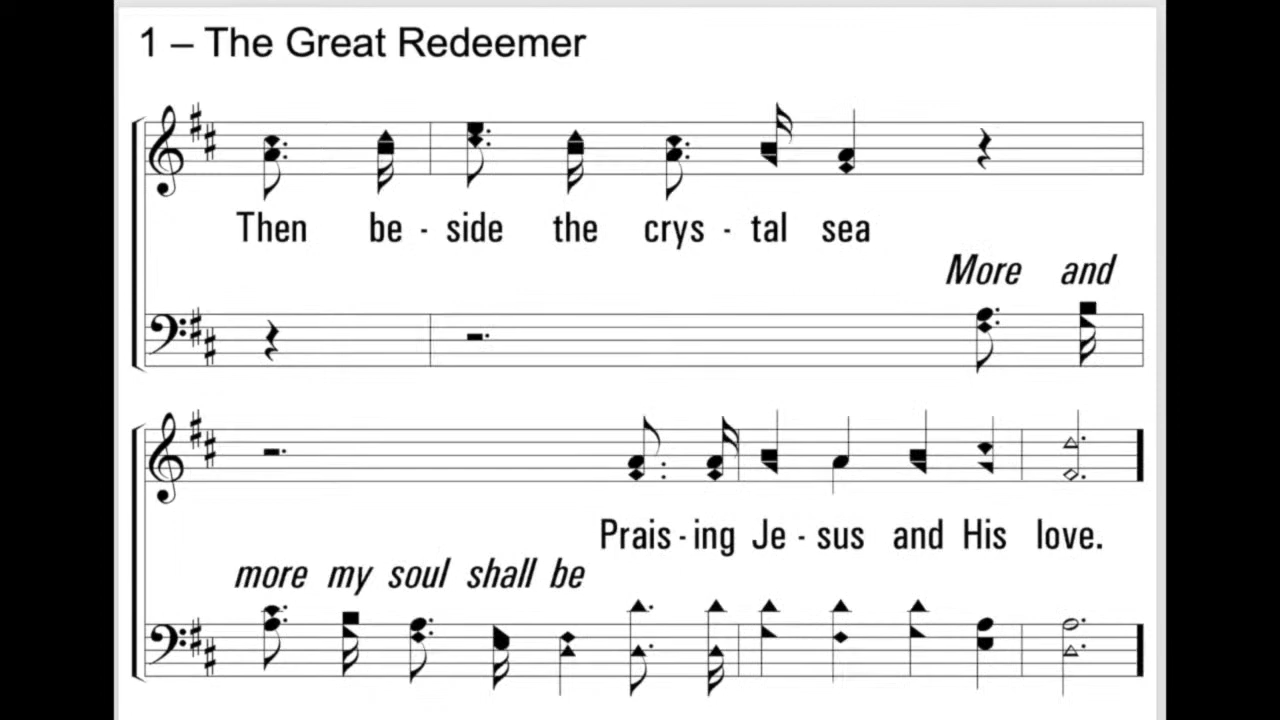 1 – The Great Redeemer
Then be - side the crys - tal sea
More and
Prais - ing Je - sus and His love.
more my soul shall be